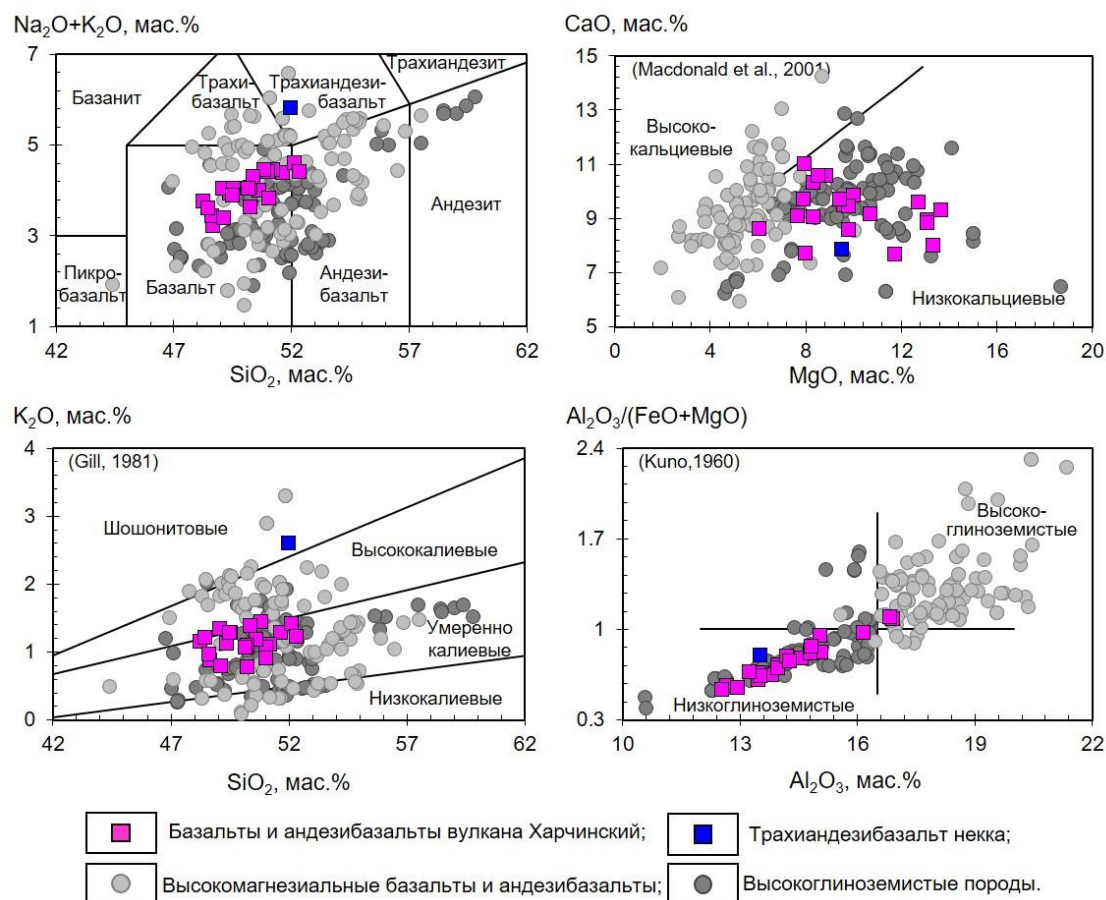 Na₂O+K₂O, мас.%
7
5
3
1
Базанит
Трахи-
базальт
Трахиандези-
базальт
Трахиандезит
Андезит
Пикро-
базальт
Базальт
Андези-
базальт
42 47 52 57 62
SiO₂, мас.%
CaO, мас.%
15
13
11
9
7
5
(Macdonald et al., 2001)
Высоко-
кальциевые
Низкокальциевые
0 4 8 12 16 20
MgO, мас.%
K₂O, мас.%
4
3
2
1
0
(Gill, 1981)
Шошонитовые
Высококалиевые
Умеренно
калиевые
Низкокалиевые
42 47 52 57 62
SiO₂, мас.%
Al₂O₃/(FeO+MgO)
2.4
1.7
1
0.3
(Kuno,1960)
Высоко-
глиноземистые
Низкоглиноземистые
10 13 16 19 22
Al₂O₃, мас.%
Базальты и андезибазальты вулкана Харчинский;
Трахиандезибазальт некка;
Высокомагнезиальные базальты и андезибазальты;
Высокоглиноземистые породы.